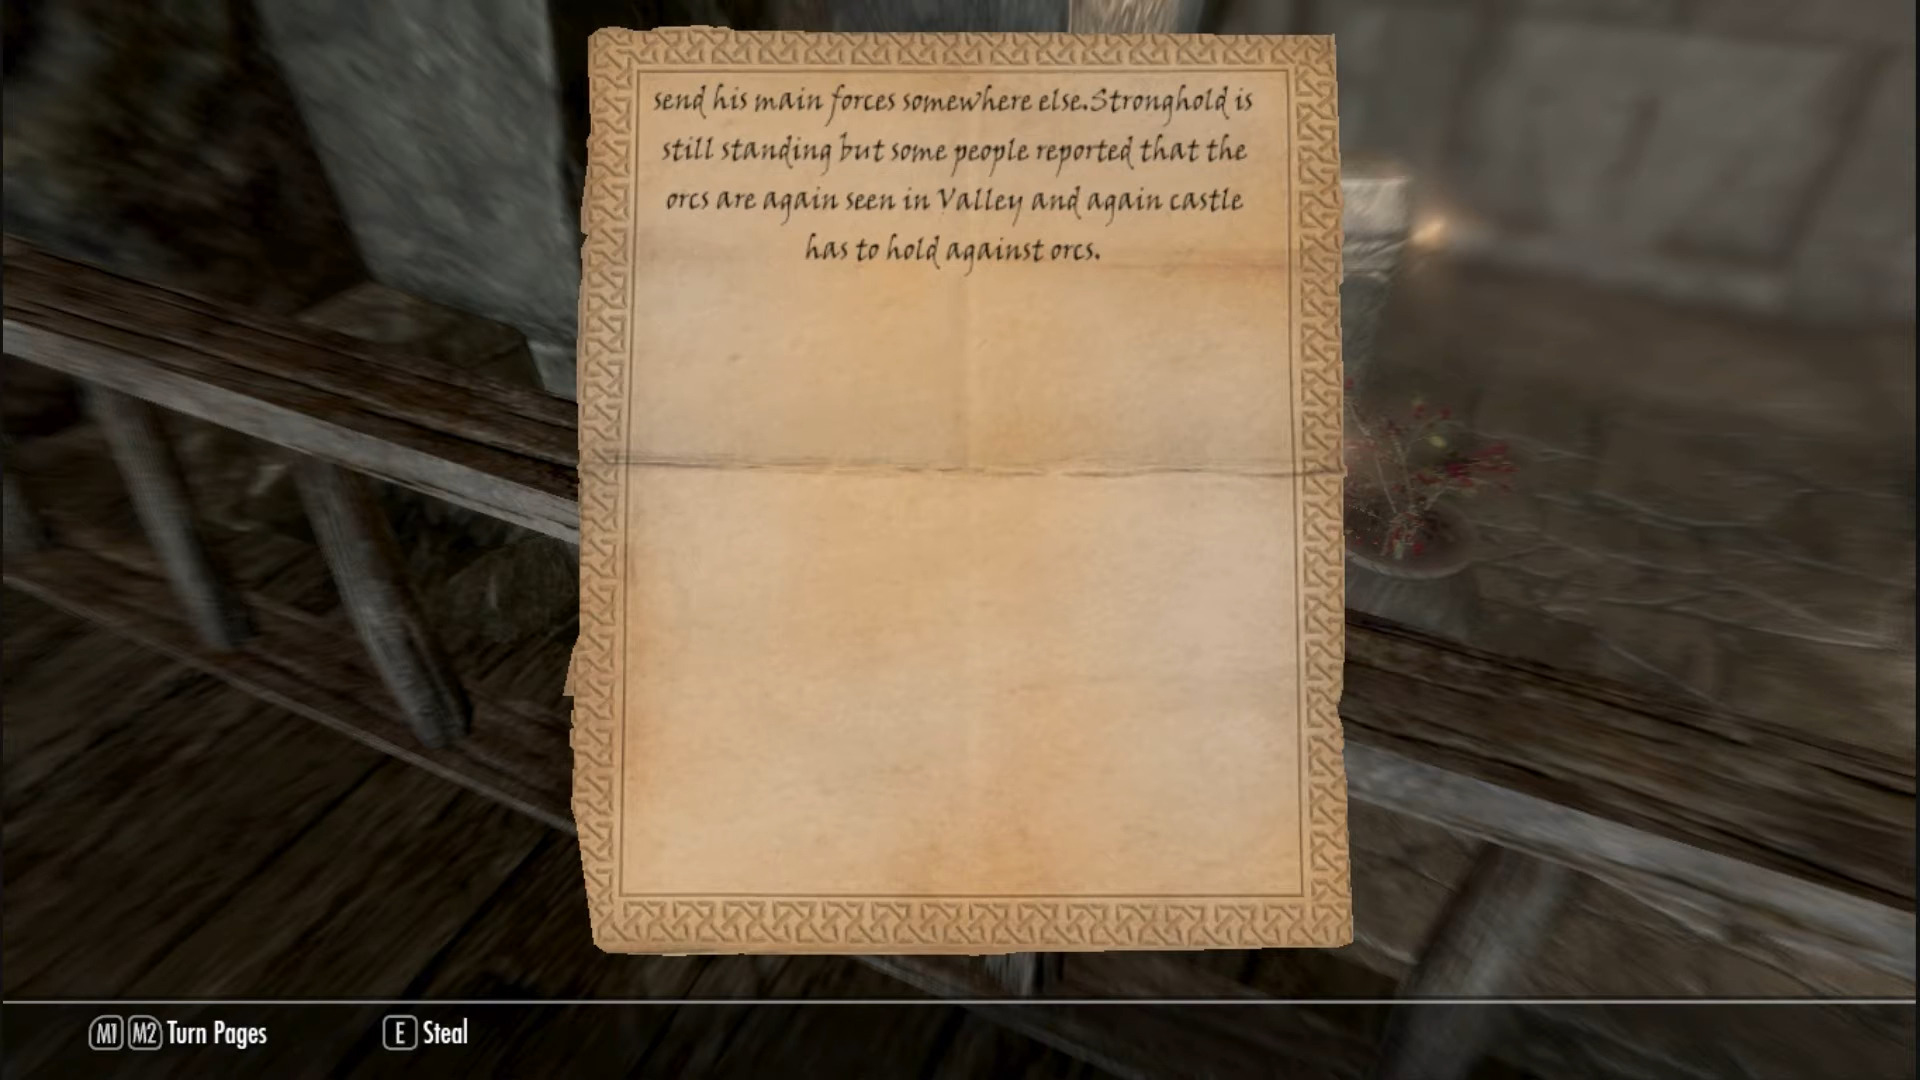 send his main forces somewhere else.Stronghold is
still standing but some people reported that the
orcs are again seen in Valley and again castle
has to hold against orcs.
M1 M2 Turn Pages
E Steal